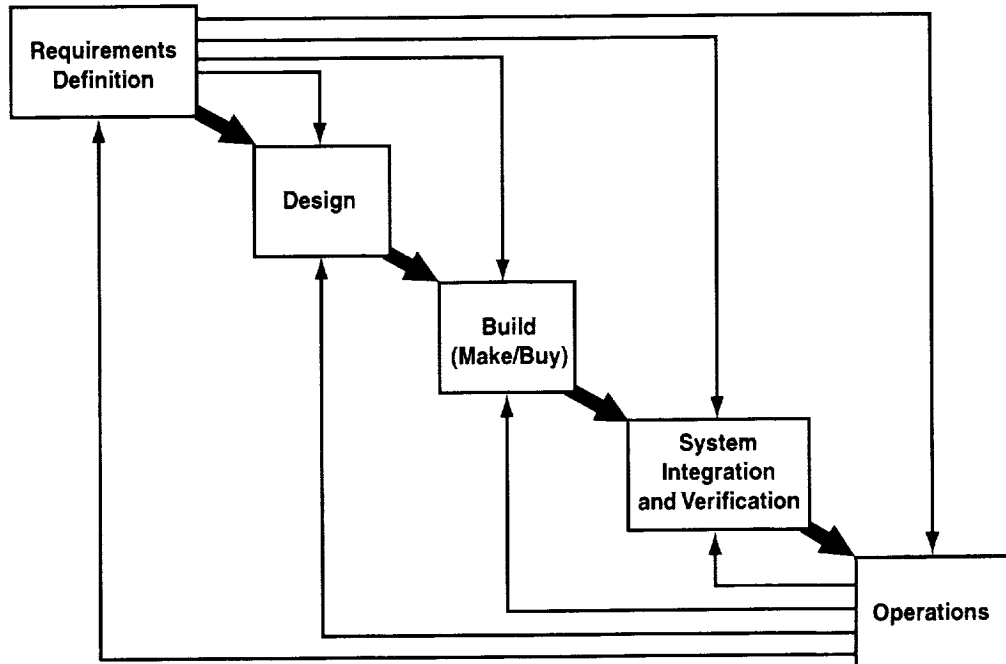 Requirements
Definition
Design
Build
(Make/Buy)
System
Integration
and Verification
Operations